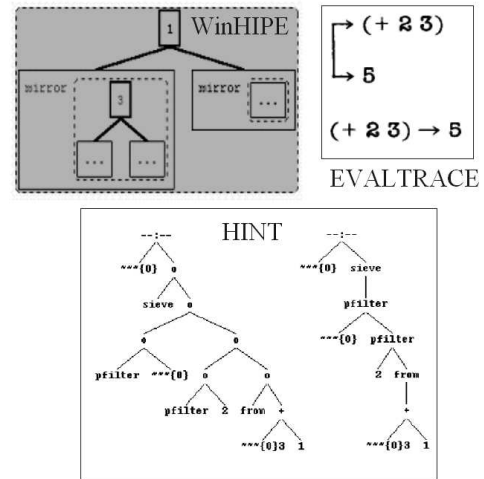 1 WinHIPE
mirror
3
... ...
mirror
...
(+ 2 3)
5
(+ 2 3) → 5
EVALTRACE
HINT
--:--
~~~{0} o
sieve o
o o
pfilter ~~~{0} o o
pfilter 2 from +
~~~{0}3 1
--:--
~~~{0} sieve
pfilter
~~~{0} pfilter
2 from
+
~~~{0}3 1